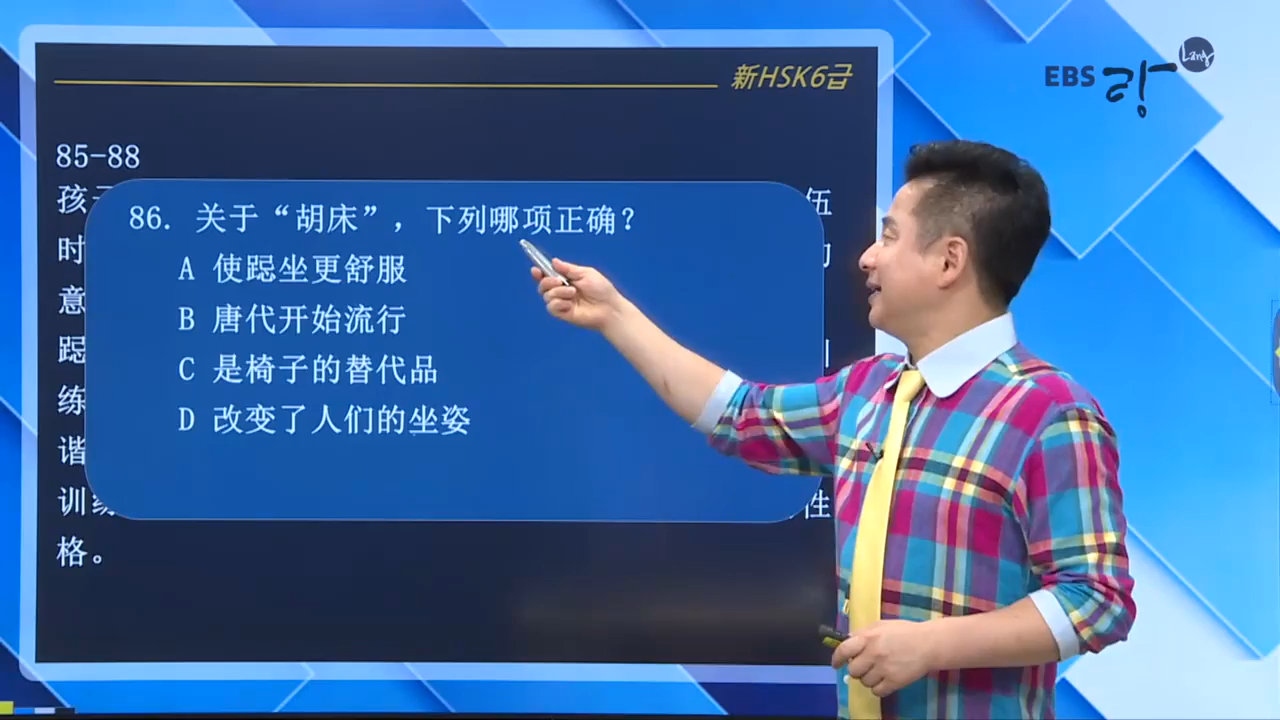 新HSK6급
EBS 랑 Lang
85-88
孩
伍
86. 关于“胡床”，下列哪项正确？
时
A 使跽坐更舒服
意
B 唐代开始流行
跽
C 是椅子的替代品
练
D 改变了人们的坐姿
谐
训练
性
格。